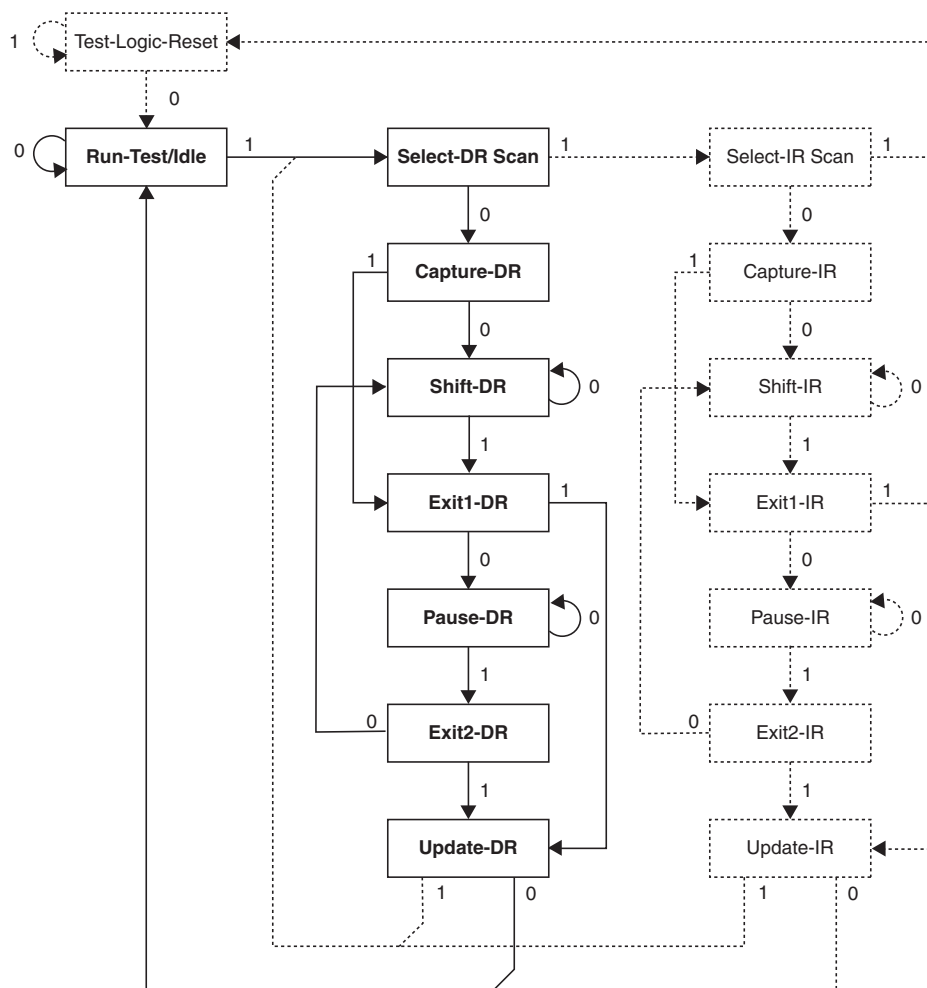 1
Test-Logic-Reset
0
0
Run-Test/Idle
1
Select-DR Scan
1
Select-IR Scan
1
0
0
1
Capture-DR
1
Capture-IR
0
0
Shift-DR
0
Shift-IR
0
1
1
Exit1-DR
1
Exit1-IR
1
0
0
Pause-DR
0
Pause-IR
0
1
1
0
Exit2-DR
0
Exit2-IR
1
1
Update-DR
Update-IR
1
0
1
0